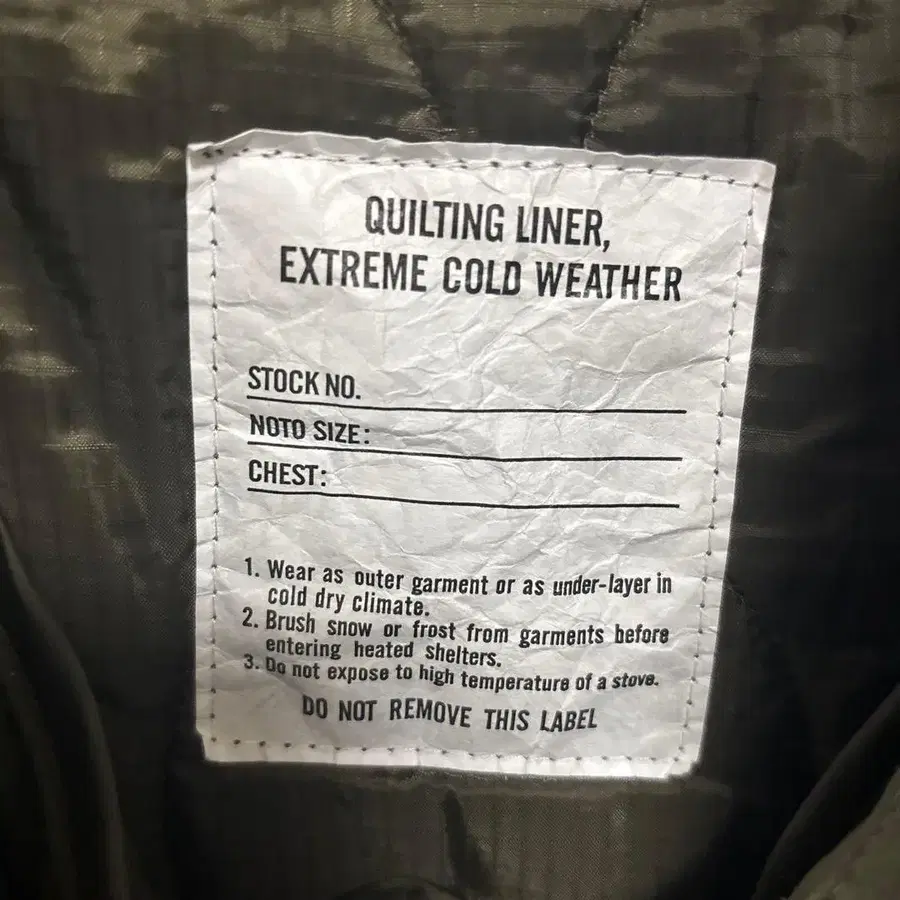 QUILTING LINER,
EXTREME COLD WEATHER
STOCK NO.
NOTO SIZE:
CHEST:
1. Wear as outer garment or as under-layer in
cold dry climate.
2. Brush snow or frost from garments before
entering heated shelters.
3. Do not expose to high temperature of a stove.
DO NOT REMOVE THIS LABEL